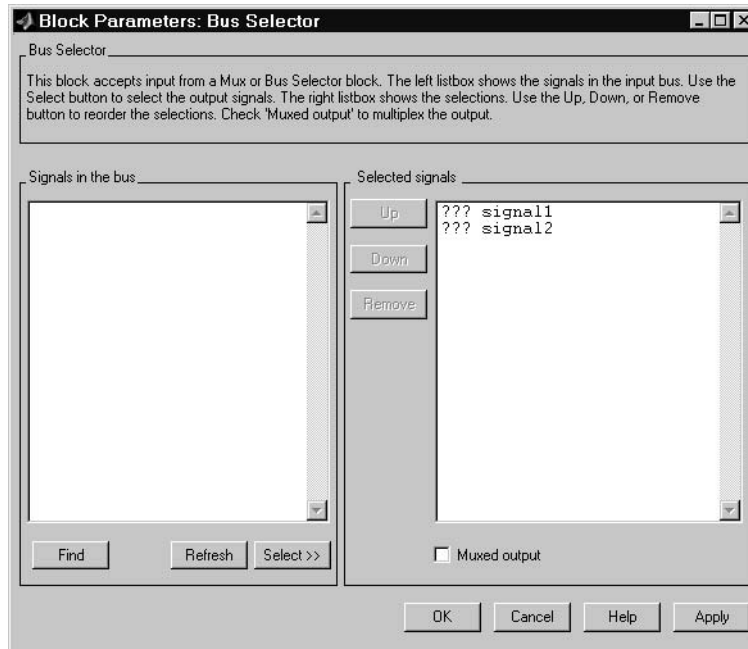 Block Parameters: Bus Selector
Bus Selector
This block accepts input from a Mux or Bus Selector block. The left listbox shows the signals in the input bus. Use the
Select button to select the output signals. The right listbox shows the selections. Use the Up, Down, or Remove
button to reorder the selections. Check 'Muxed output' to multiplex the output.
Signals in the bus
Selected signals
Up
Down
Remove
??? signal1
??? signal2
Find
Refresh
Select >>
Muxed output
OK
Cancel
Help
Apply